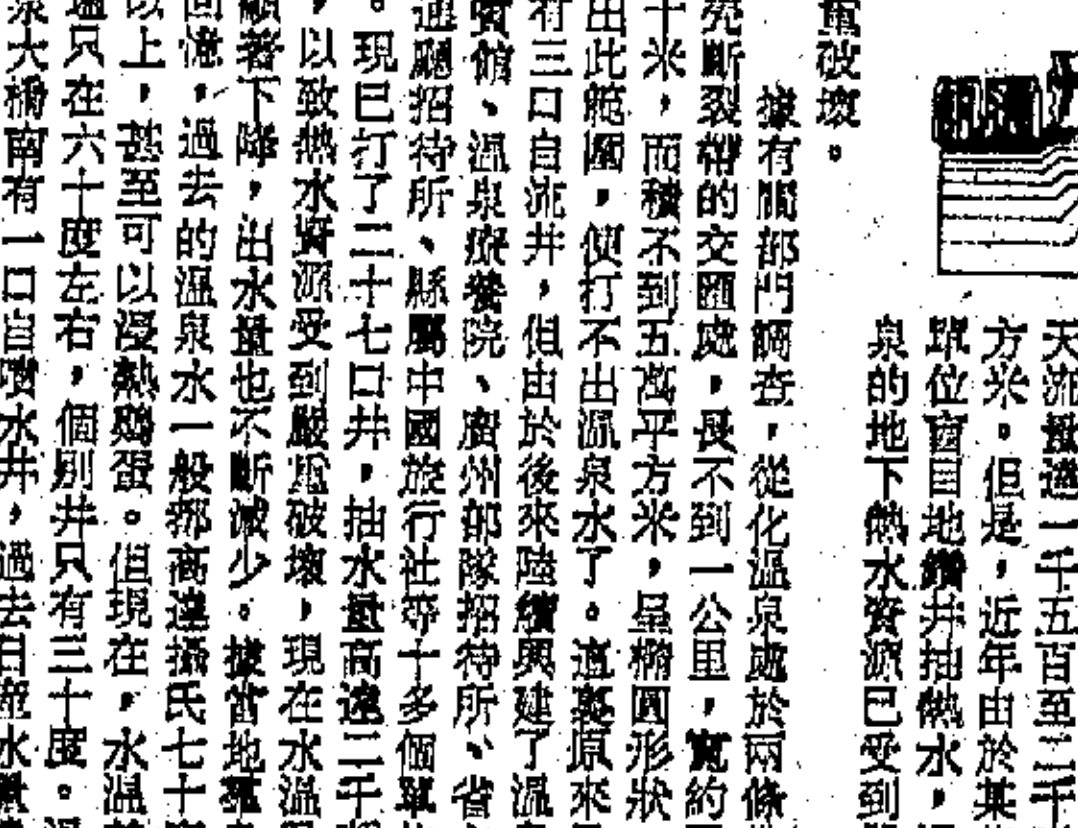 天流量達一千五百至三千
方米。但是，近年由於某
單位盲目地鑽井抽熱水，
泉的地下熱水資源已受到
重破壞。
據有關部門調查，從化溫泉處於兩條
斷裂帶的交匯處，長不到一公里，寬約
十米，而積不到五萬平方米，呈橢圓形狀
出此範圍，便打不出溫泉水了。這裏原來
有三口自流井，但由於後來陸續興建了溫
賓館、溫泉療養院、廣州部隊招待所、省
通廳招待所、縣屬中國旅行社等十多個單
。現已打了二十七口井，抽水量高達二千
，以致熱水資源受到嚴重破壞，現在水溫
顯著下降，出水量也不斷減少。據當地
回憶，過去的溫泉水一般都高達攝氏七十
以上，甚至可以浸熟鷄蛋。但現在，水溫
只在六十度左右，個別井只有三十度。
泉大橋南有一口自噴水井，過去日產水